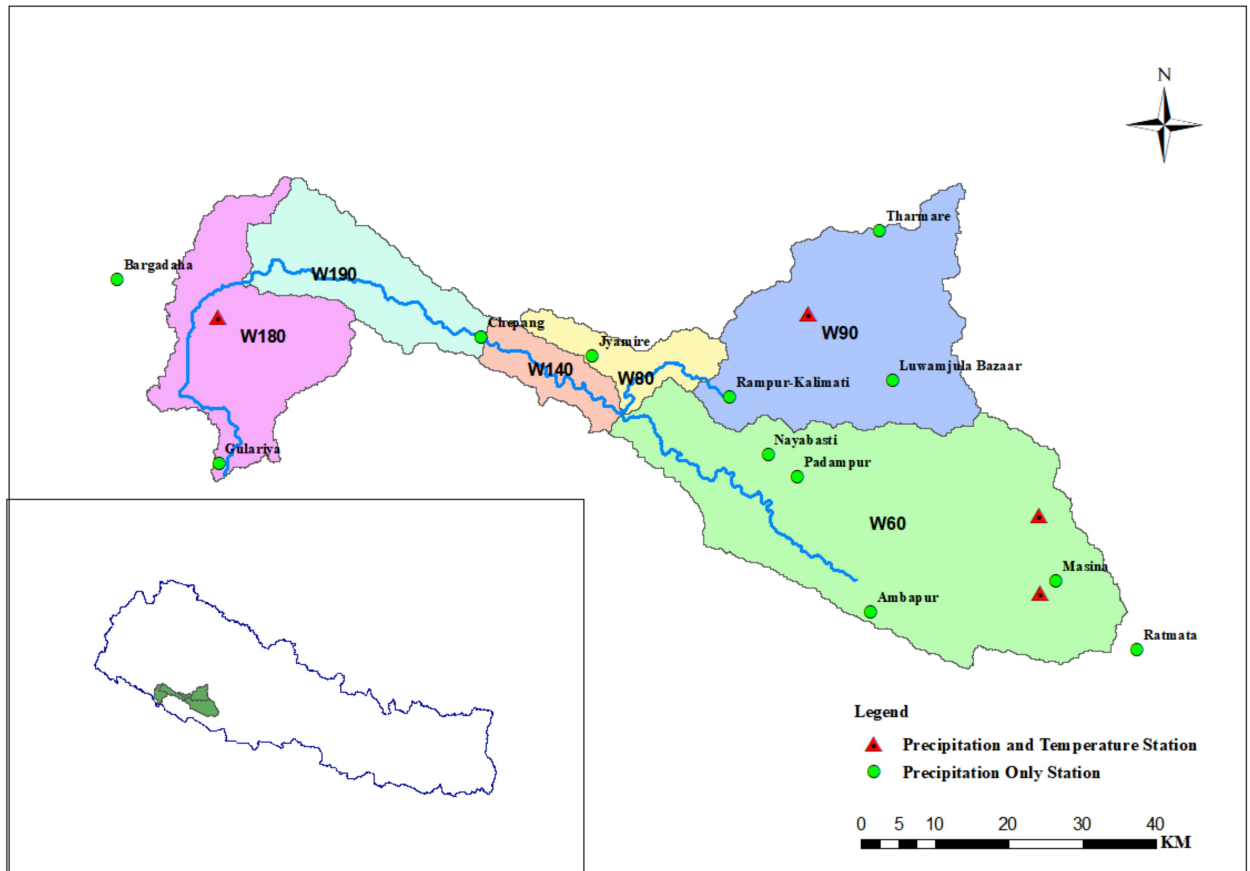 N
Tharmare
Bargadaha
W190
W180
Chepang
W90
Jyamire
W140
W80
Luwamjula Bazaar
Rampur-Kalimati
Gulariya
Nayabasti
Padampur
W60
Masina
Ambapur
Ratmata
Legend
Precipitation and Temperature Station
Precipitation Only Station
0 5 10 20 30 40
KM